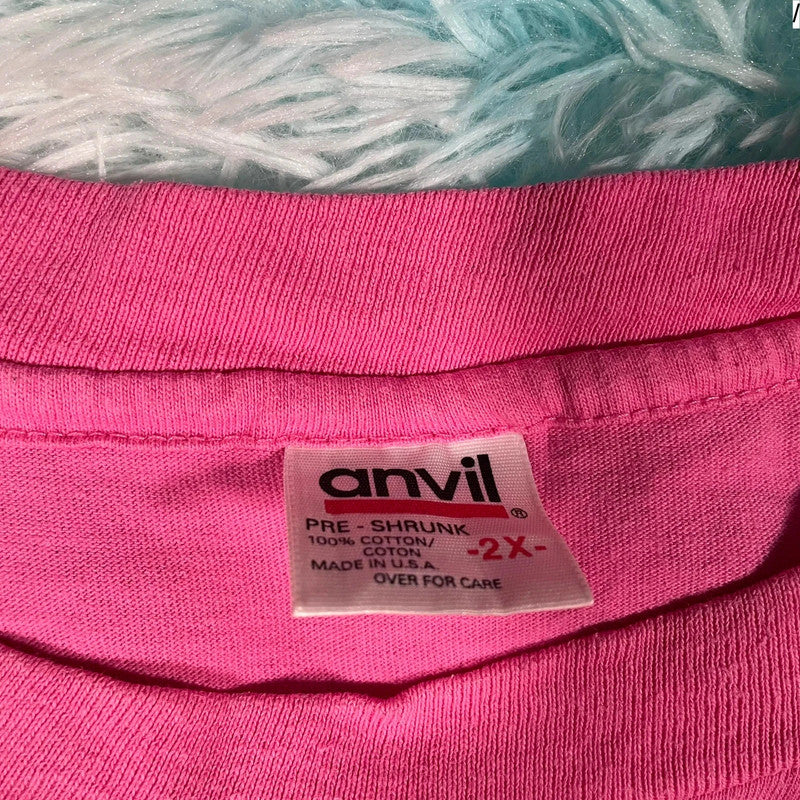 anvil®
PRE - SHRUNK
100% COTTON/
COTON
-2X-
MADE IN U.S.A.
OVER FOR CARE